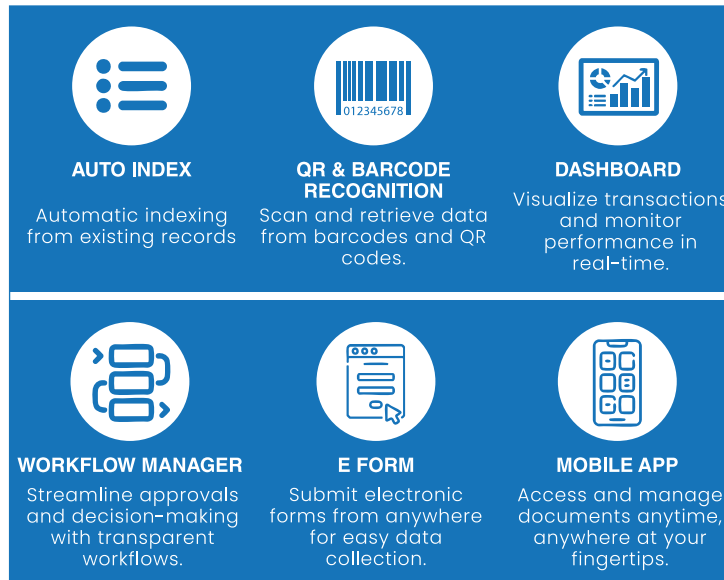 012345678
AUTO INDEX
Automatic indexing
from existing records
QR & BARCODE
RECOGNITION
Scan and retrieve data
from barcodes and QR
codes.
DASHBOARD
Visualize transactions
and monitor
performance in
real-time.
WORKFLOW MANAGER
Streamline approvals
and decision-making
with transparent
workflows.
E FORM
Submit electronic
forms from anywhere
for easy data
collection.
MOBILE APP
Access and manage
documents anytime,
anywhere at your
fingertips.